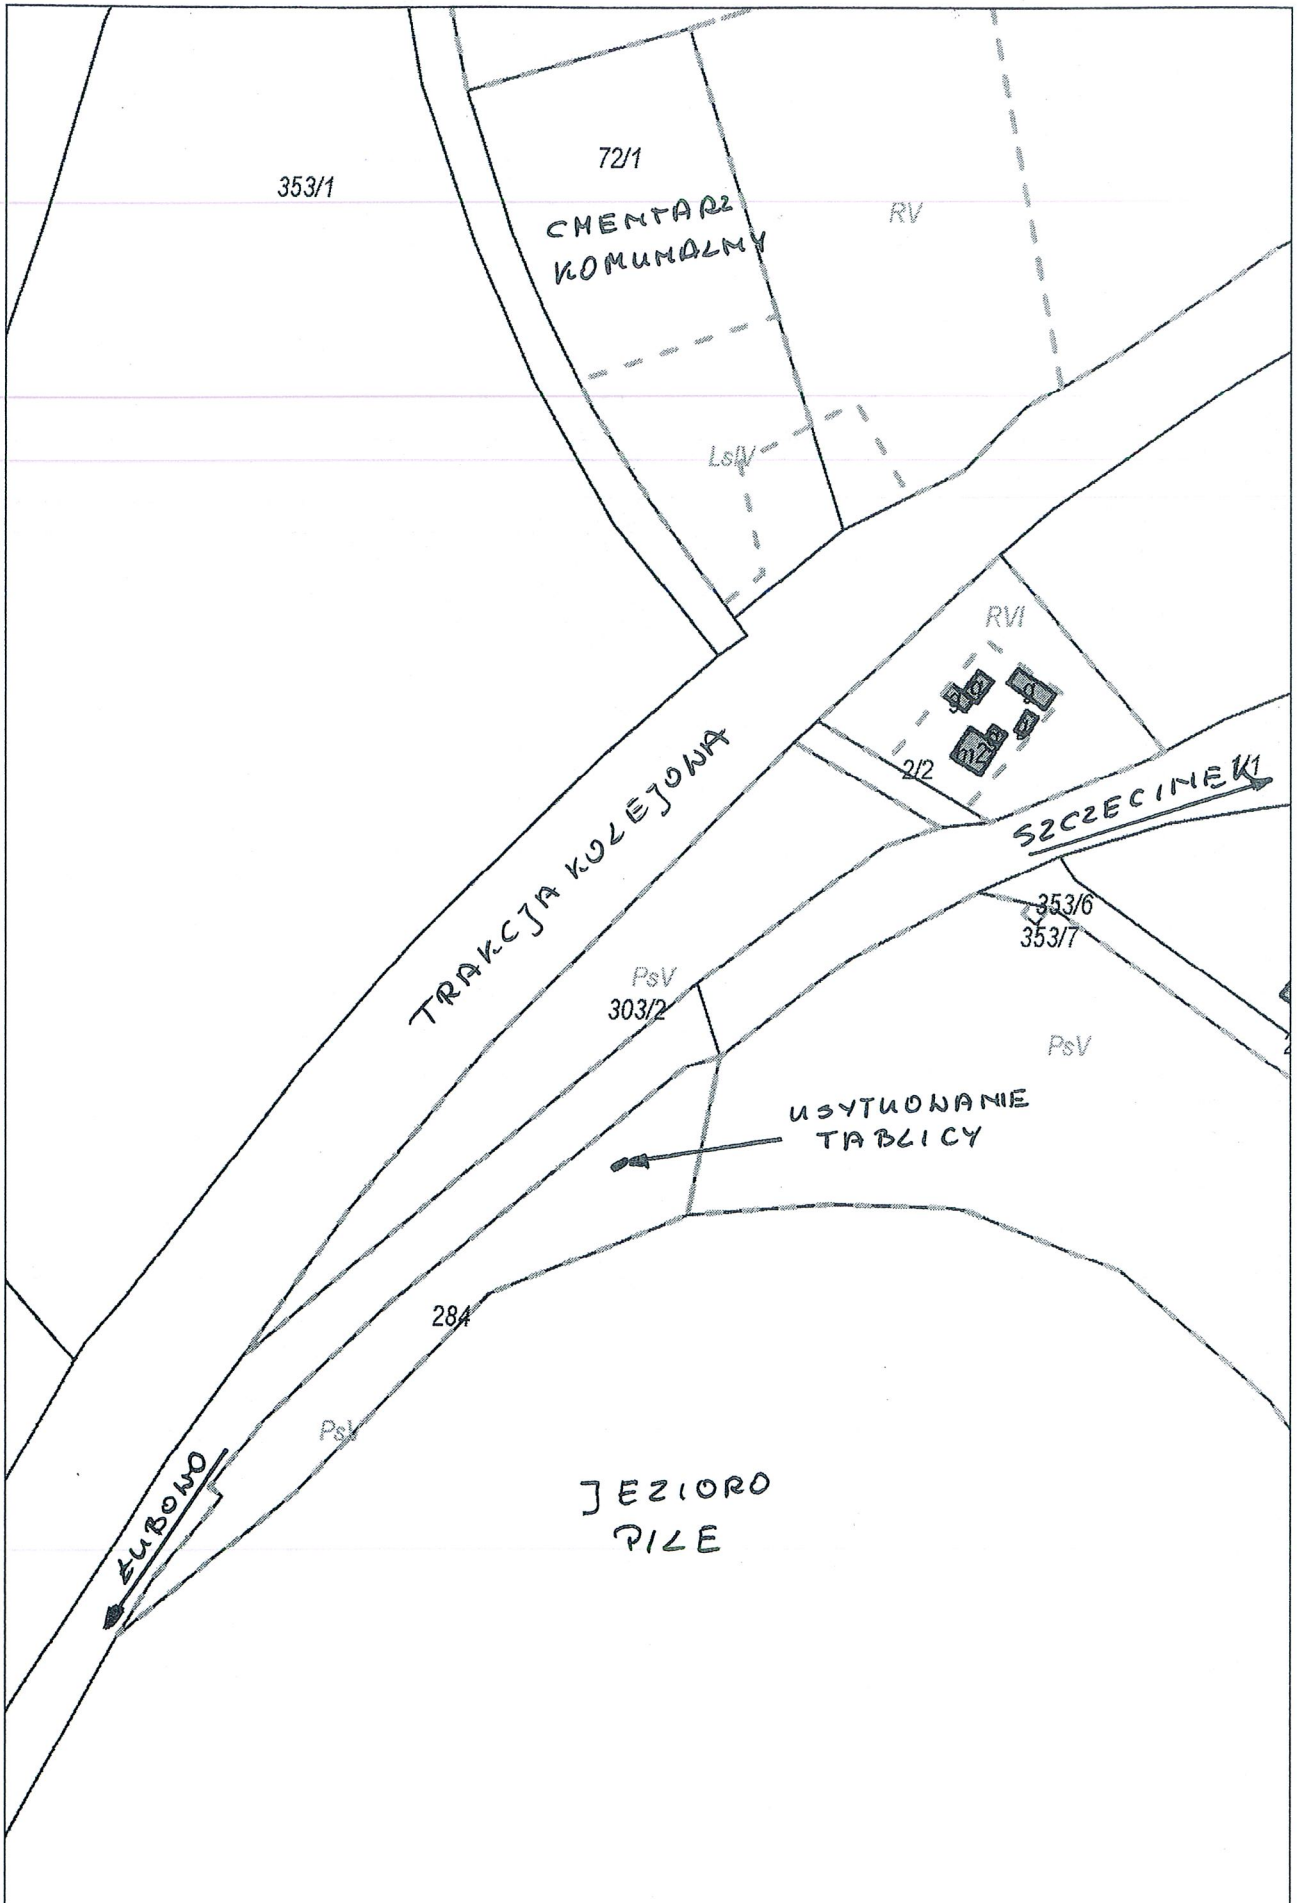 353/1
72/1
CMENTARZ
KOMUNALNY
RV
LsIV
RVI
g
g
g
g
g
m2
2/2
TRAKCJA KOLEJOWA
SZCZECINEK
353/6
353/7
PsV
303/2
PsV
USYTUOWANIE
TABLICY
284
PsV
ŁUBOWO
JEZIORO
PILE